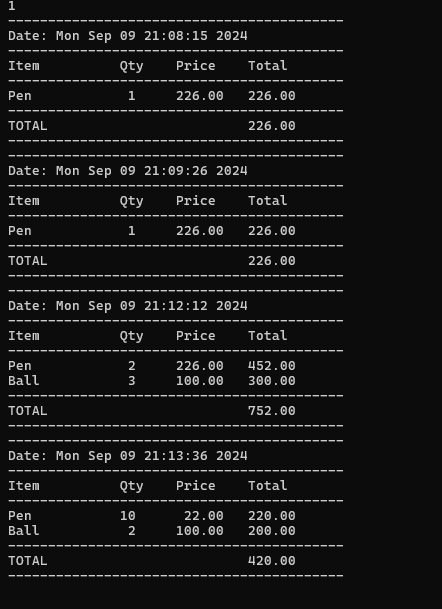 1
------------------------------------------
Date: Mon Sep 09 21:08:15 2024
------------------------------------------
Item          Qty    Price    Total
------------------------------------------
Pen            1     226.00   226.00
------------------------------------------
TOTAL                         226.00
------------------------------------------
------------------------------------------
Date: Mon Sep 09 21:09:26 2024
------------------------------------------
Item          Qty    Price    Total
------------------------------------------
Pen            1     226.00   226.00
------------------------------------------
TOTAL                         226.00
------------------------------------------
------------------------------------------
Date: Mon Sep 09 21:12:12 2024
------------------------------------------
Item          Qty    Price    Total
------------------------------------------
Pen            2     226.00   452.00
Ball           3     100.00   300.00
------------------------------------------
TOTAL                         752.00
------------------------------------------
------------------------------------------
Date: Mon Sep 09 21:13:36 2024
------------------------------------------
Item          Qty    Price    Total
------------------------------------------
Pen           10      22.00   220.00
Ball           2     100.00   200.00
------------------------------------------
TOTAL                         420.00
------------------------------------------